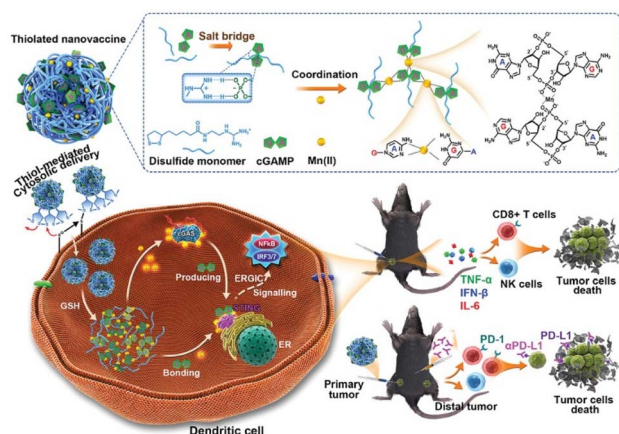 Thiolated nanovaccine
Salt bridge
Coordination
Disulfide monomer
cGAMP
Mn(II)
A
G
G
A
A
G
Mn
G
A
Thiol-mediated
Cytosolic delivery
cGAS
NFkB
IRF3/7
Producing
ERGIC
Signalling
GSH
STING
ER
Bonding
Dendritic cell
CD8+ T cells
TNF-α
IFN-β
IL-6
NK cells
Tumor cells
death
PD-1
αPD-L1
PD-L1
Primary
tumor
Distal tumor
Tumor cells
death